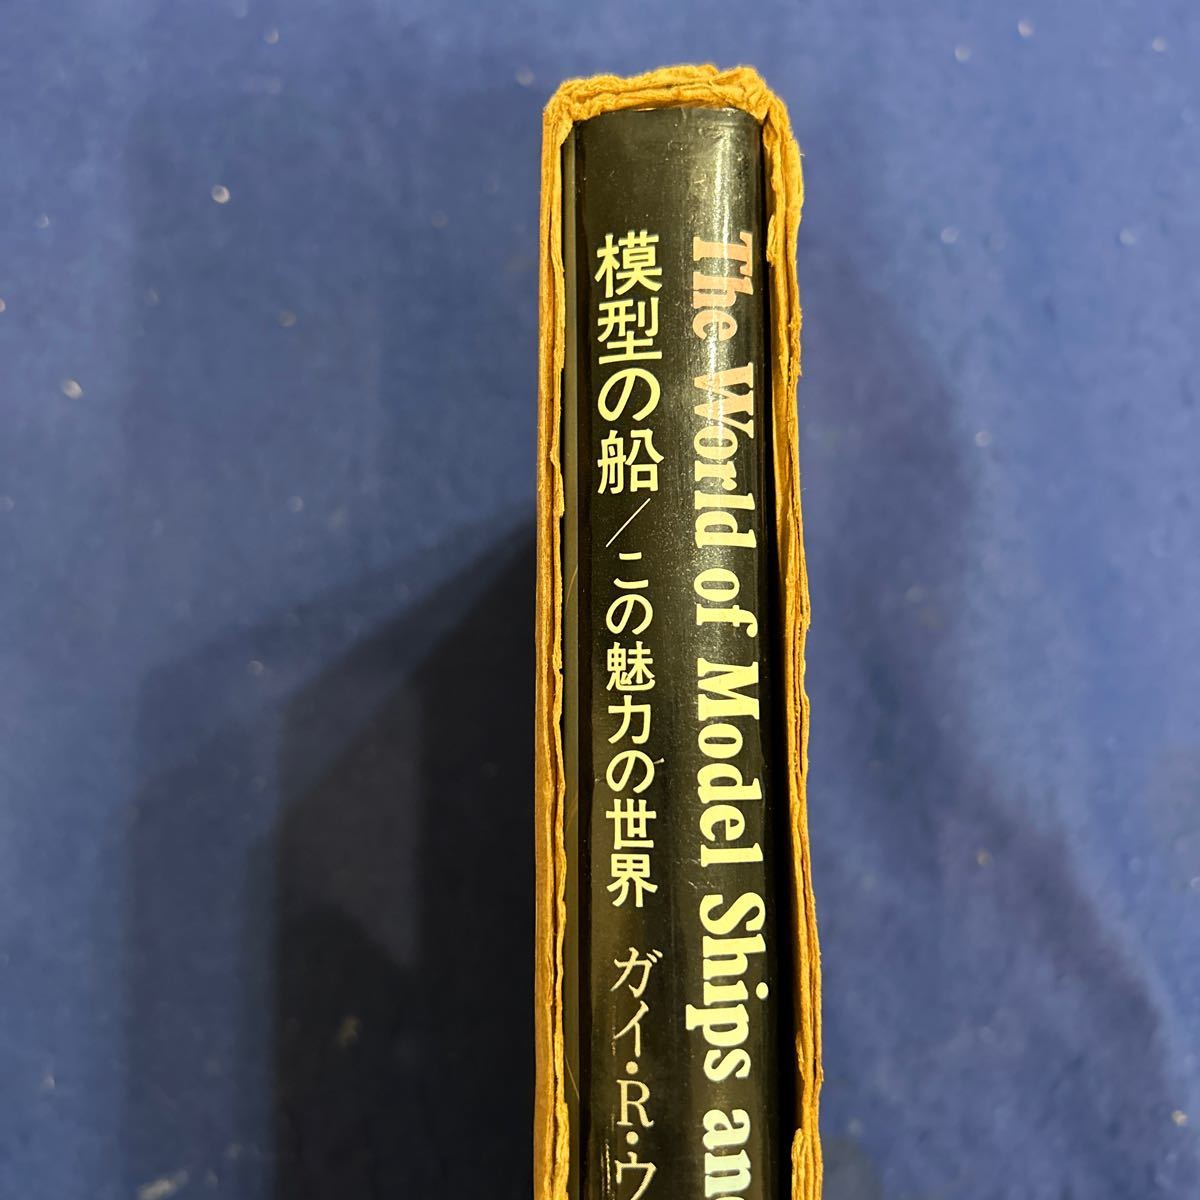 The World of Model Ships and
模型の船/この魅力の世界 ガイ・R・ウ